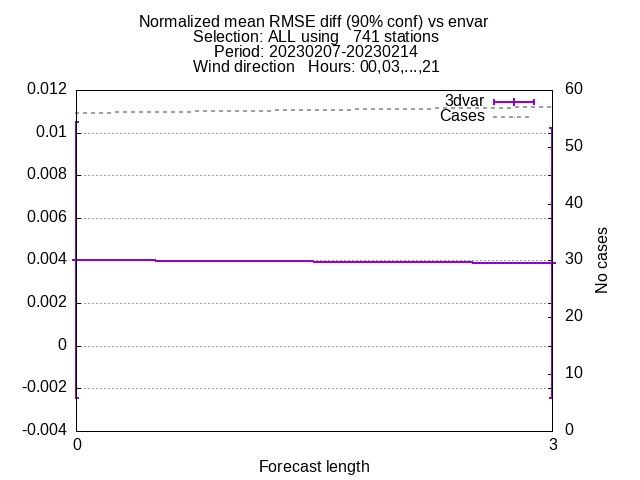 Normalized mean RMSE diff (90% conf) vs envar
Selection: ALL using   741 stations
Period: 20230207-20230214
Wind direction   Hours: 00,03,...,21
3dvar
Cases
0.012
0.01
0.008
0.006
0.004
0.002
0
-0.002
-0.004
60
50
40
30
20
10
0
No cases
0
3
Forecast length